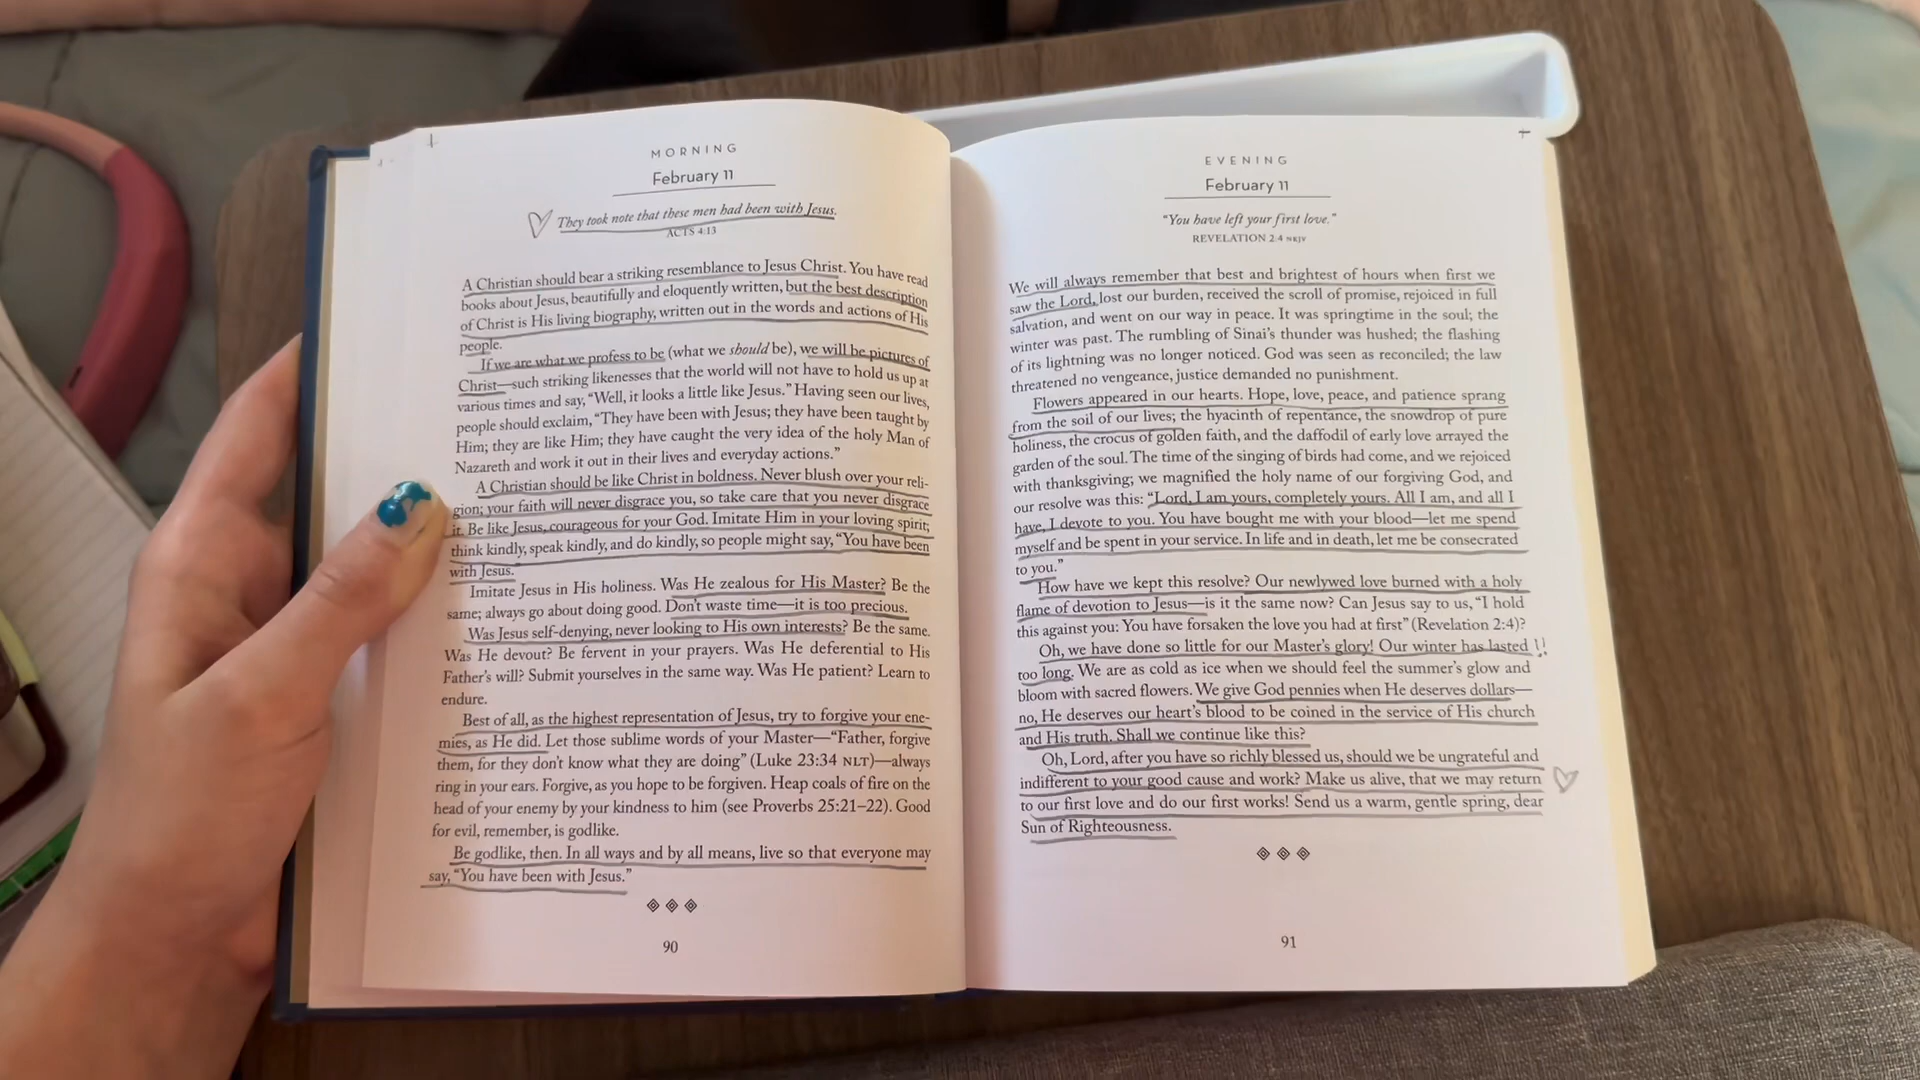 MORNING
February 11
They took note that these men had been with Jesus.
ACTS 4:13
A Christian should bear a striking resemblance to Jesus Christ. You have read
books about Jesus, beautifully and eloquently written, but the best description
of Christ is His living biography, written out in the words and actions of His
people.
If we are what we profess to be (what we should be), we will be pictures of
Christ—such striking likenesses that the world will not have to hold us up at
various times and say, “Well, it looks a little like Jesus.” Having seen our lives,
people should exclaim, “They have been with Jesus; they have been taught by
Him; they are like Him; they have caught the very idea of the holy Man of
Nazareth and work it out in their lives and everyday actions.”
A Christian should be like Christ in boldness. Never blush over your reli-
gion; your faith will never disgrace you, so take care that you never disgrace
it. Be like Jesus, courageous for your God. Imitate Him in your loving spirit;
think kindly, speak kindly, and do kindly, so people might say, “You have been
with Jesus.”
Imitate Jesus in His holiness. Was He zealous for His Master? Be the
same; always go about doing good. Don’t waste time—it is too precious.
Was Jesus self-denying, never looking to His own interests? Be the same.
Was He devout? Be fervent in your prayers. Was He deferential to His
Father’s will? Submit yourselves in the same way. Was He patient? Learn to
endure.
Best of all, as the highest representation of Jesus, try to forgive your ene-
mies, as He did. Let those sublime words of your Master—“Father, forgive
them, for they don’t know what they are doing” (Luke 23:34 NLT)—always
ring in your ears. Forgive, as you hope to be forgiven. Heap coals of fire on the
head of your enemy by your kindness to him (see Proverbs 25:21–22). Good
for evil, remember, is godlike.
Be godlike, then. In all ways and by all means, live so that everyone may
say, “You have been with Jesus.”
90
EVENING
February 11
“You have left your first love.”
REVELATION 2:4 NKJV
We will always remember that best and brightest of hours when first we
saw the Lord, lost our burden, received the scroll of promise, rejoiced in full
salvation, and went on our way in peace. It was springtime in the soul; the
winter was past. The rumbling of Sinai’s thunder was hushed; the flashing
of its lightning was no longer noticed. God was seen as reconciled; the law
threatened no vengeance, justice demanded no punishment.
Flowers appeared in our hearts. Hope, love, peace, and patience sprang
from the soil of our lives; the hyacinth of repentance, the snowdrop of pure
holiness, the crocus of golden faith, and the daffodil of early love arrayed the
garden of the soul. The time of the singing of birds had come, and we rejoiced
with thanksgiving; we magnified the holy name of our forgiving God, and
our resolve was this: “Lord, I am yours, completely yours. All I am, and all I
have, I devote to you. You have bought me with your blood—let me spend
myself and be spent in your service. In life and in death, let me be consecrated
to you.”
How have we kept this resolve? Our newlywed love burned with a holy
flame of devotion to Jesus—is it the same now? Can Jesus say to us, “I hold
this against you: You have forsaken the love you had at first” (Revelation 2:4)?
Oh, we have done so little for our Master’s glory! Our winter has lasted !!
too long. We are as cold as ice when we should feel the summer’s glow and
bloom with sacred flowers. We give God pennies when He deserves dollars—
no, He deserves our heart’s blood to be coined in the service of His church
and His truth. Shall we continue like this?
Oh, Lord, after you have so richly blessed us, should we be ungrateful and
indifferent to your good cause and work? Make us alive, that we may return
to our first love and do our first works! Send us a warm, gentle spring, dear
Sun of Righteousness.
91